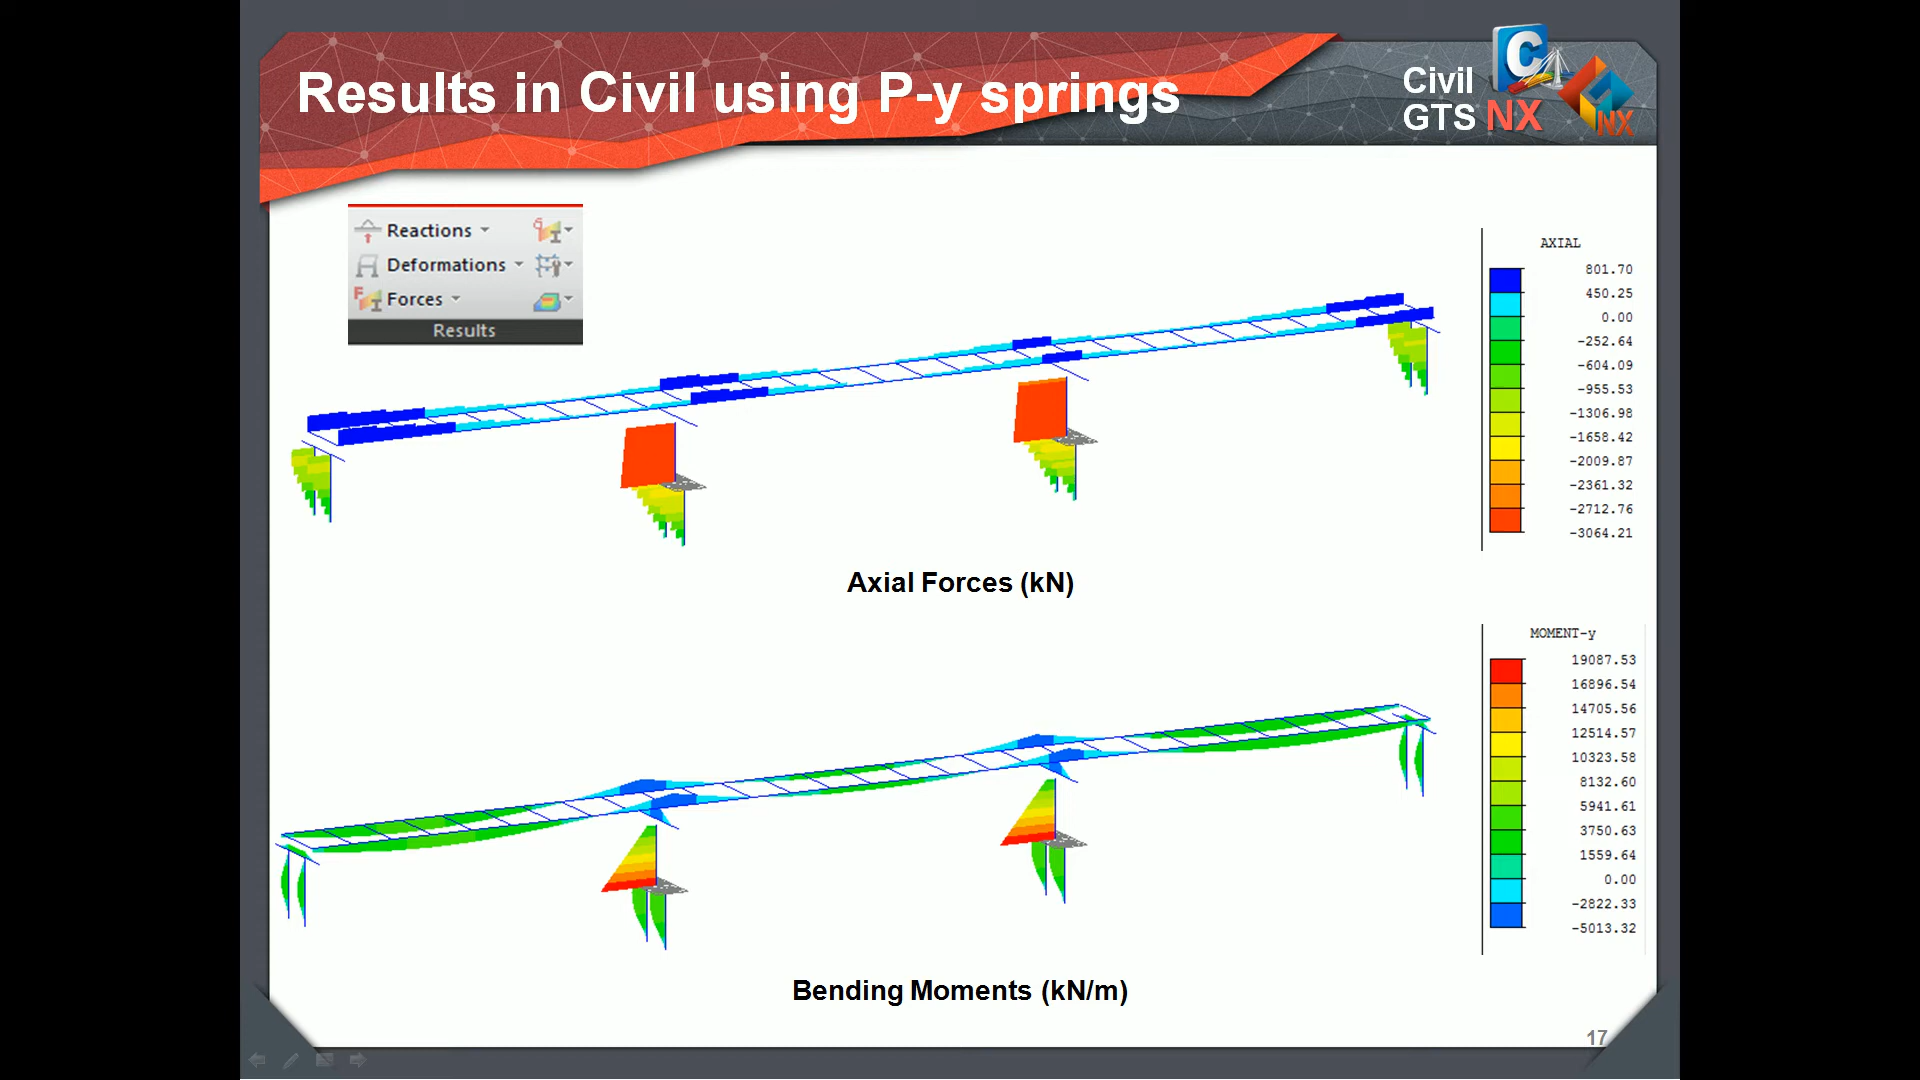 Results in Civil using P-y springs
Civil
GTS NX
C
NX
Reactions
Deformations
F Forces
Results
AXIAL
801.70
450.25
0.00
-252.64
-604.09
-955.53
-1306.98
-1658.42
-2009.87
-2361.32
-2712.76
-3064.21
Axial Forces (kN)
MOMENT-y
19087.53
16896.54
14705.56
12514.57
10323.58
8132.60
5941.61
3750.63
1559.64
0.00
-2822.33
-5013.32
Bending Moments (kN/m)
17